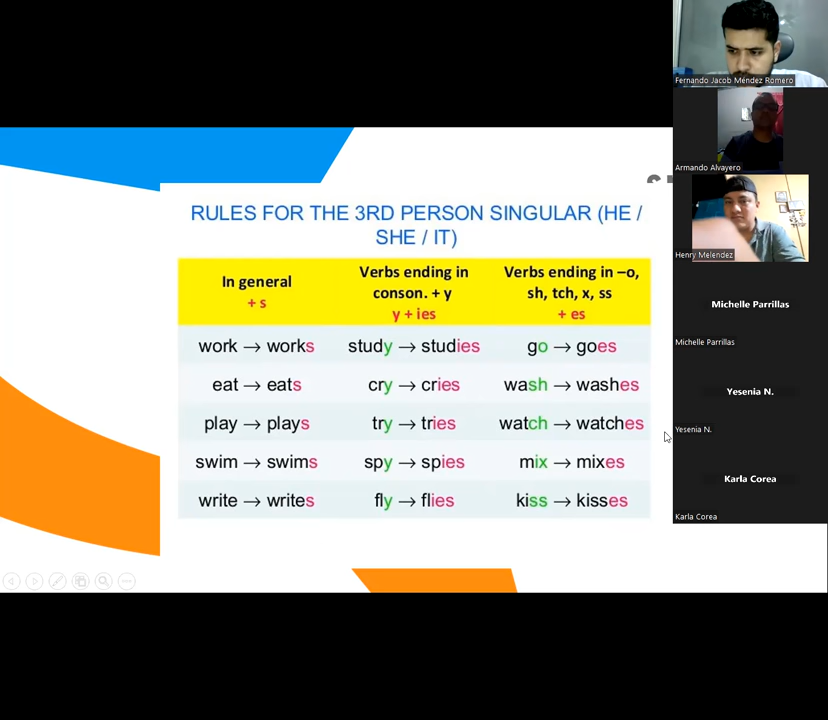 RULES FOR THE 3RD PERSON SINGULAR (HE /
SHE / IT)
In general
+ s
Verbs ending in
conson. + y
y + ies
Verbs ending in –o,
sh, tch, x, ss
+ es
work → works
study → studies
go → goes
eat → eats
cry → cries
wash → washes
play → plays
try → tries
watch → watches
swim → swims
spy → spies
mix → mixes
write → writes
fly → flies
kiss → kisses
Fernando Jacob Méndez Romero
Armando Alvayero
Henry Melendez
Michelle Parrillas
Michelle Parrillas
Yesenia N.
Yesenia N.
Karla Corea
Karla Corea